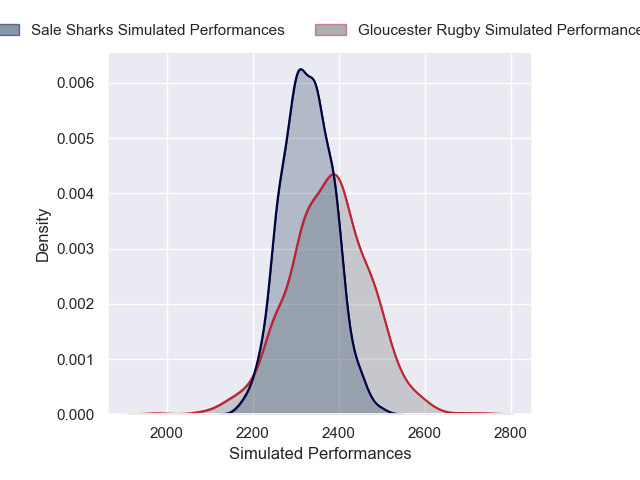 Sale Sharks Simulated Performances Gloucester Rugby Simulated Performance
0.006
0.005
0.004
0.003
0.002
0.001
0.000
Density
2000 2200 2400 2600 2800
Simulated Performances